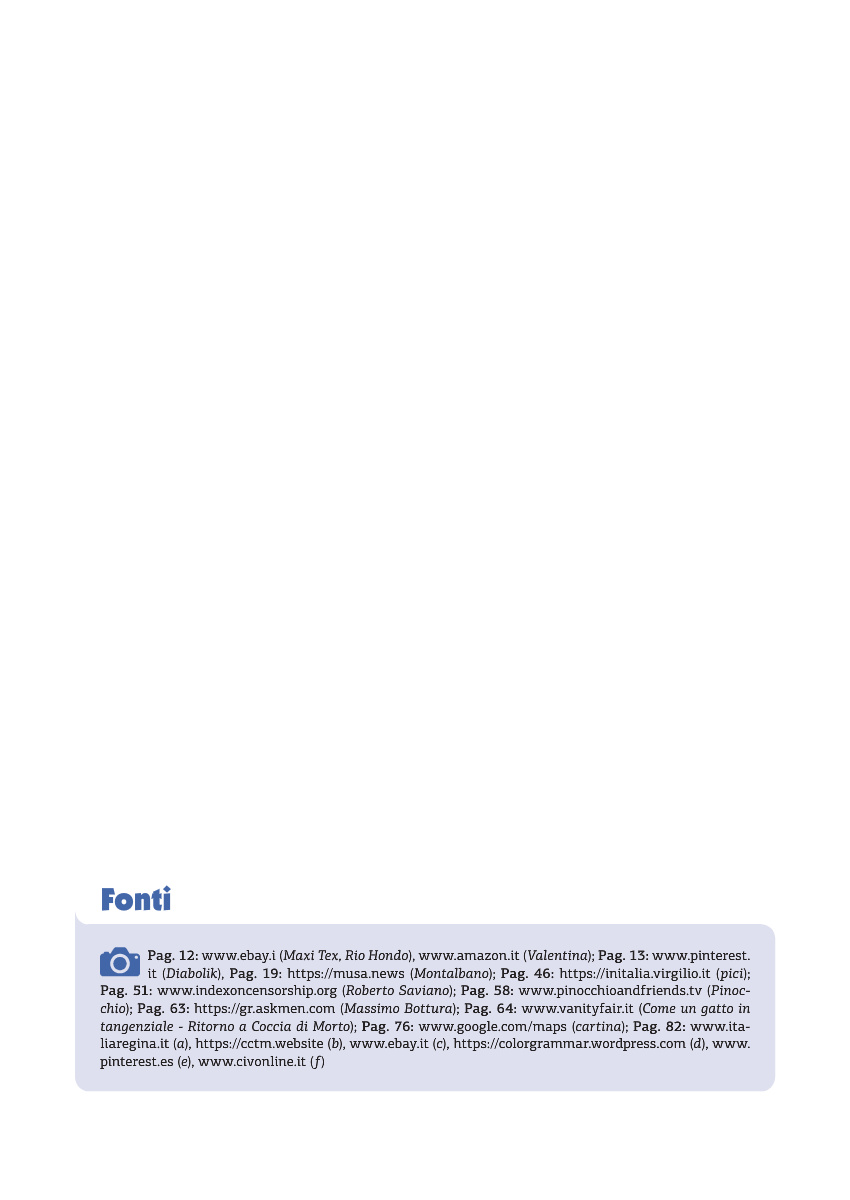 Fonti
Pag. 12: www.ebay.i (Maxi Tex, Rio Hondo), www.amazon.it (Valentina); Pag. 13: www.pinterest.
it (Diabolik), Pag. 19: https://musa.news (Montalbano); Pag. 46: https://initalia.virgilio.it (pici);
Pag. 51: www.indexoncensorship.org (Roberto Saviano); Pag. 58: www.pinocchioandfriends.tv (Pinoc-
chio); Pag. 63: https://gr.askmen.com (Massimo Bottura); Pag. 64: www.vanityfair.it (Come un gatto in
tangenziale - Ritorno a Coccia di Morto); Pag. 76: www.google.com/maps (cartina); Pag. 82: www.ita-
liaregina.it (a), https://cctm.website (b), www.ebay.it (c), https://colorgrammar.wordpress.com (d), www.
pinterest.es (e), www.civonline.it (f)